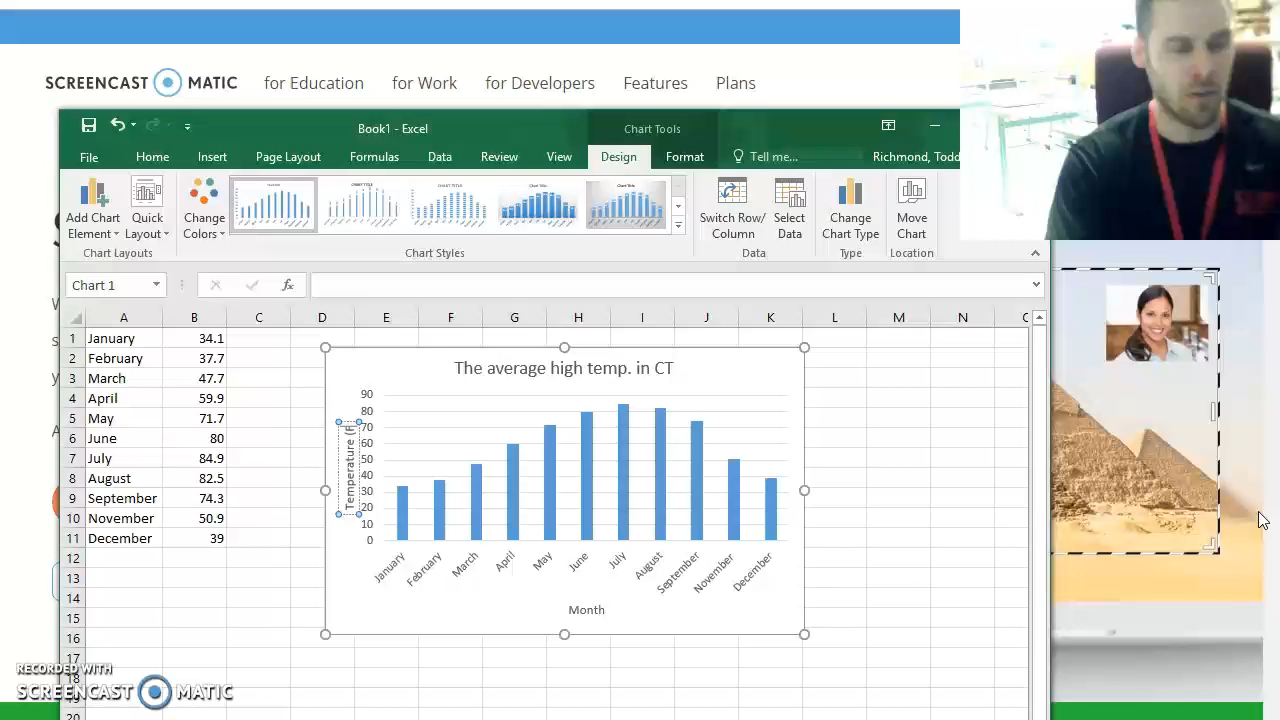 SCREENCAST MATIC for Education for Work for Developers Features Plans
Book1 - Excel Chart Tools
File Home Insert Page Layout Formulas Data Review View Design Format Tell me... Richmond, Todd
Add Chart Element Quick Layout Change Colors Switch Row/ Column Select Data Change Chart Type Move Chart
Chart Layouts Chart Styles Data Type Location
Chart 1 fx
A B C D E F G H I J K L M N
1 January 34.1
2 February 37.7
3 March 47.7
4 April 59.9
5 May 71.7
6 June 80
7 July 84.9
8 August 82.5
9 September 74.3
10 November 50.9
11 December 39
12
13
14
15
16
17
18
19
20
The average high temp. in CT
90
80
70
60
50
40
30
20
10
0
Temperature (F
January February March April May June July August September November December
Month
RECORDED WITH
SCREENCAST MATIC